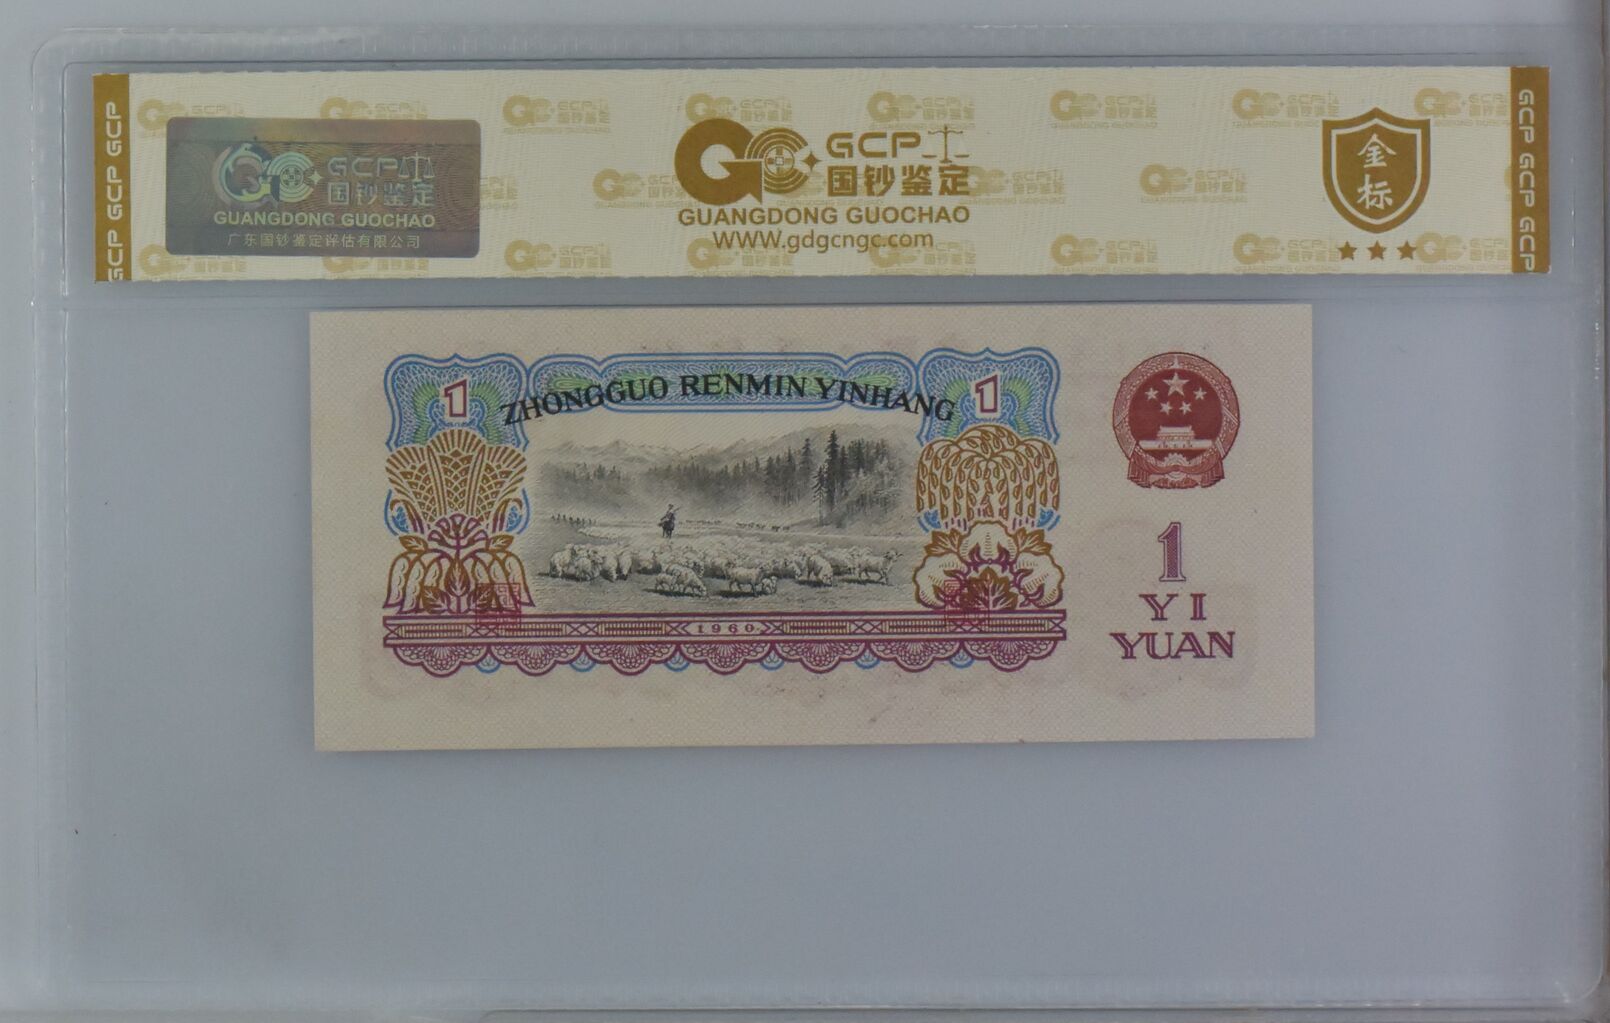 GCP GCP GCP GCP
GCP 国钞鉴定
GUANGDONG GUOCHAO
广东国钞鉴定评估有限公司
GCP
国钞鉴定
GUANGDONG GUOCHAO
WWW.gdgcngc.com
金标
GCP GCP GCP GCP
1 ZHONGGUO RENMIN YINHANG 1
1960
1
YI
YUAN